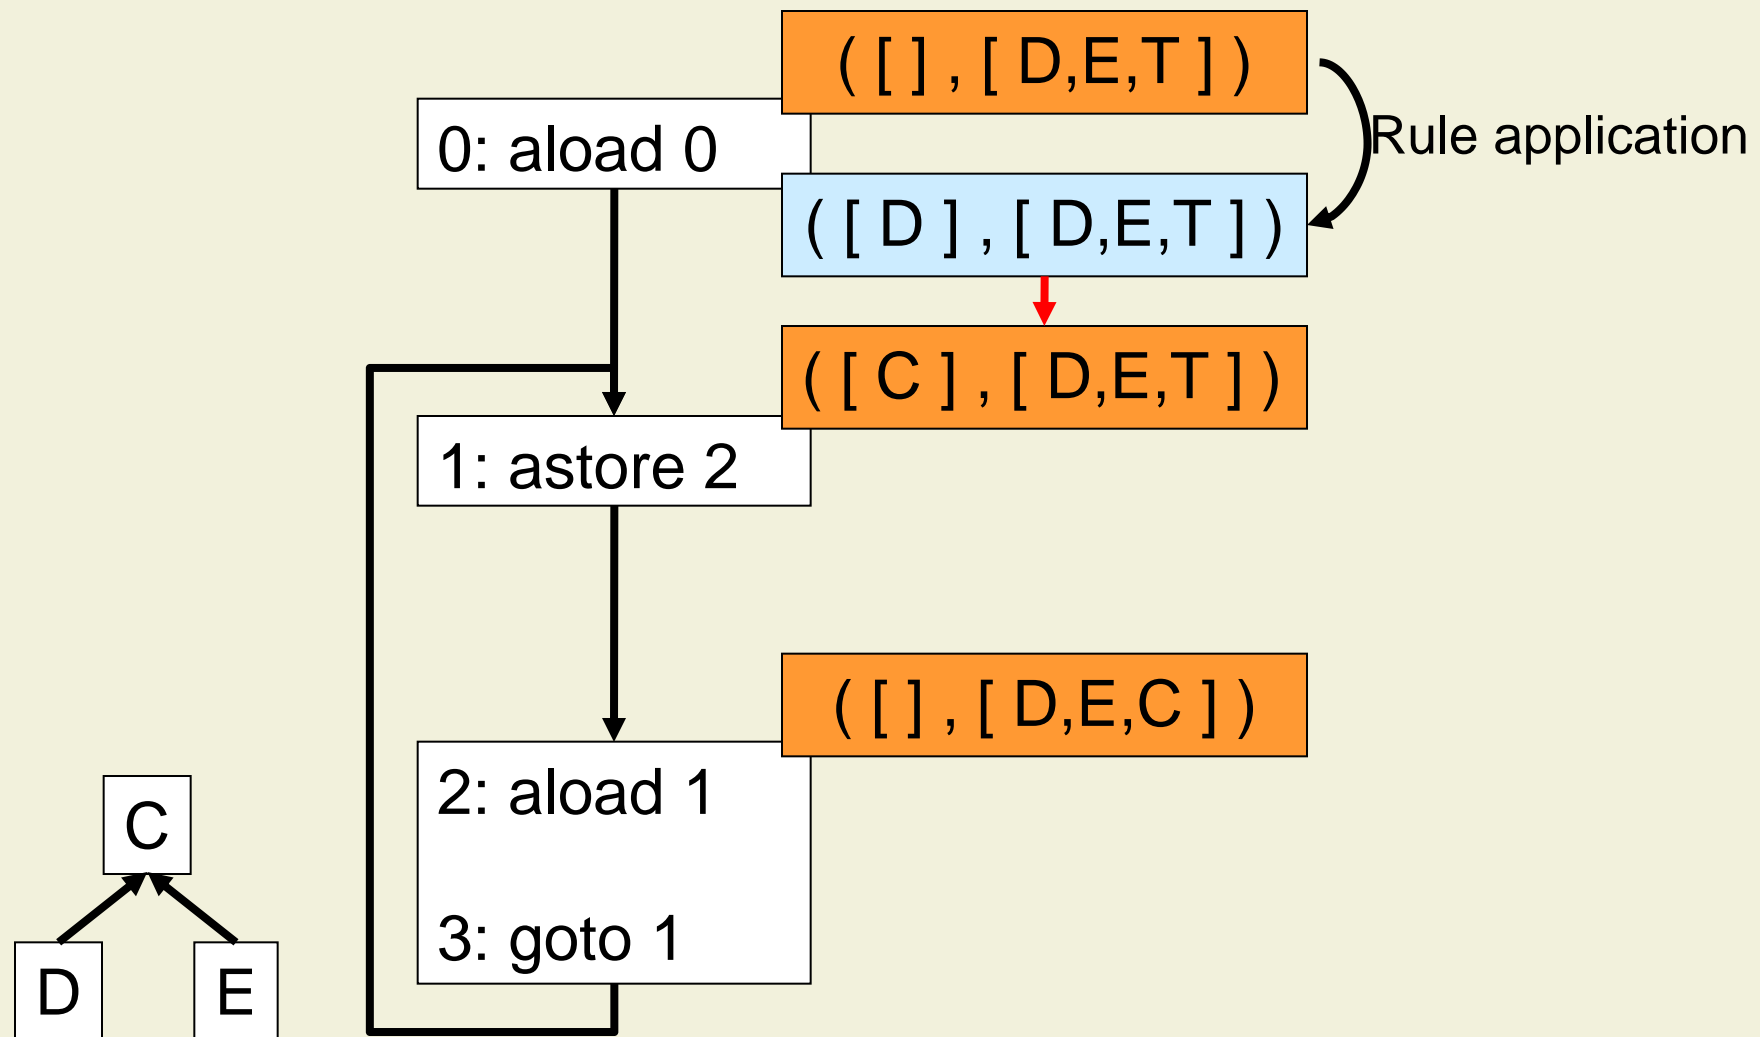 ( [ ] , [ D,E,T ] )
0: aload 0
Rule application
( [ D ] , [ D,E,T ] )
( [ C ] , [ D,E,T ] )
1: astore 2
( [ ] , [ D,E,C ] )
2: aload 1
C
3: goto 1
D
E